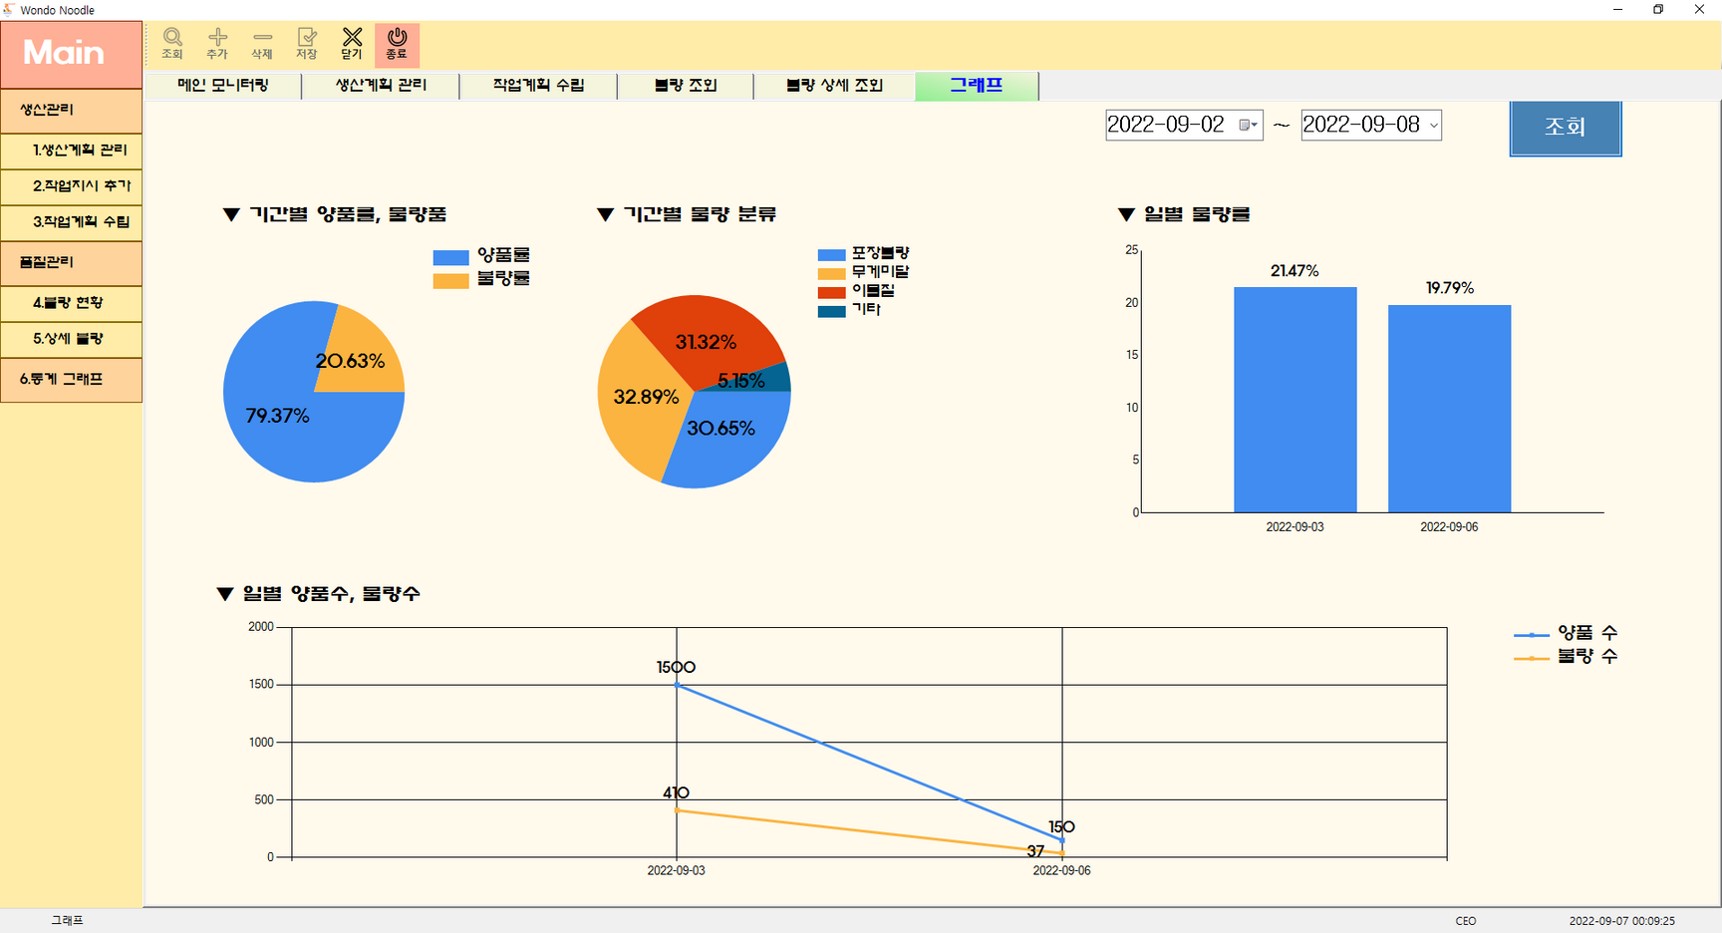 Wondo Noodle
Main
조회 추가 삭제 저장 닫기 종료
메인 모니터링 생산계획 관리 작업계획 수립 불량 조회 불량 상세 조회 그래프
생산관리
1.생산계획 관리
2.작업지시 추가
3.작업계획 수립
품질관리
4.불량 현황
5.상세 불량
6.통계 그래프
2022-09-02 ~ 2022-09-08 조회
▼ 기간별 양품률, 불량품
양품률
불량률
20.63%
79.37%
▼ 기간별 불량 분류
포장불량
무게미달
이물질
기타
31.32%
5.15%
32.89%
30.65%
▼ 일별 불량률
25
20
15
10
5
0
21.47%
19.79%
2022-09-03 2022-09-06
▼ 일별 양품수, 불량수
2000
1500
1000
500
0
1500
410
150
37
2022-09-03 2022-09-06
양품 수
불량 수
그래프 CEO 2022-09-07 00:09:25